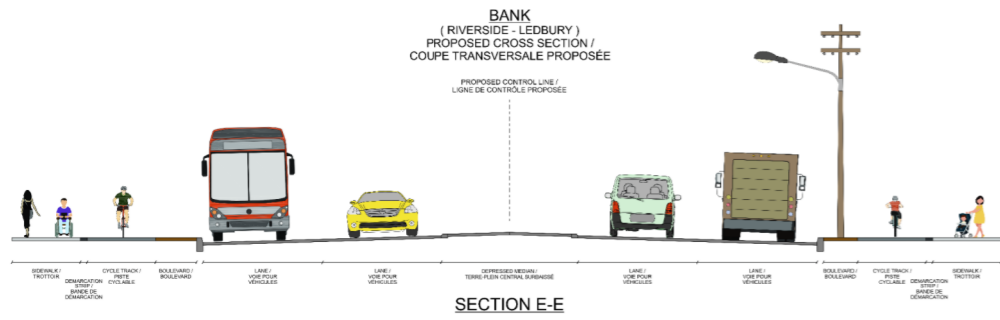 BANK
( RIVERSIDE - LEDBURY )
PROPOSED CROSS SECTION /
COUPE TRANSVERSALE PROPOSÉE
PROPOSED CONTROL LINE /
LIGNE DE CONTRÔLE PROPOSÉE
SIDEWALK /
TROTTOIR
DEMARCATION
STRIP /
BANDE DE
DÉMARCATION
CYCLE TRACK /
PISTE
CYCLABLE
BOULEVARD /
BOULEVARD
LANE /
VOIE POUR
VÉHICULES
LANE /
VOIE POUR
VÉHICULES
DEPRESSED MEDIAN /
TERRE-PLEIN CENTRAL SURBAISSÉ
LANE /
VOIE POUR
VÉHICULES
LANE /
VOIE POUR
VÉHICULES
BOULEVARD /
BOULEVARD
CYCLE TRACK /
PISTE
CYCLABLE
DEMARCATION
STRIP /
BANDE DE
DÉMARCATION
SIDEWALK /
TROTTOIR
SECTION E-E